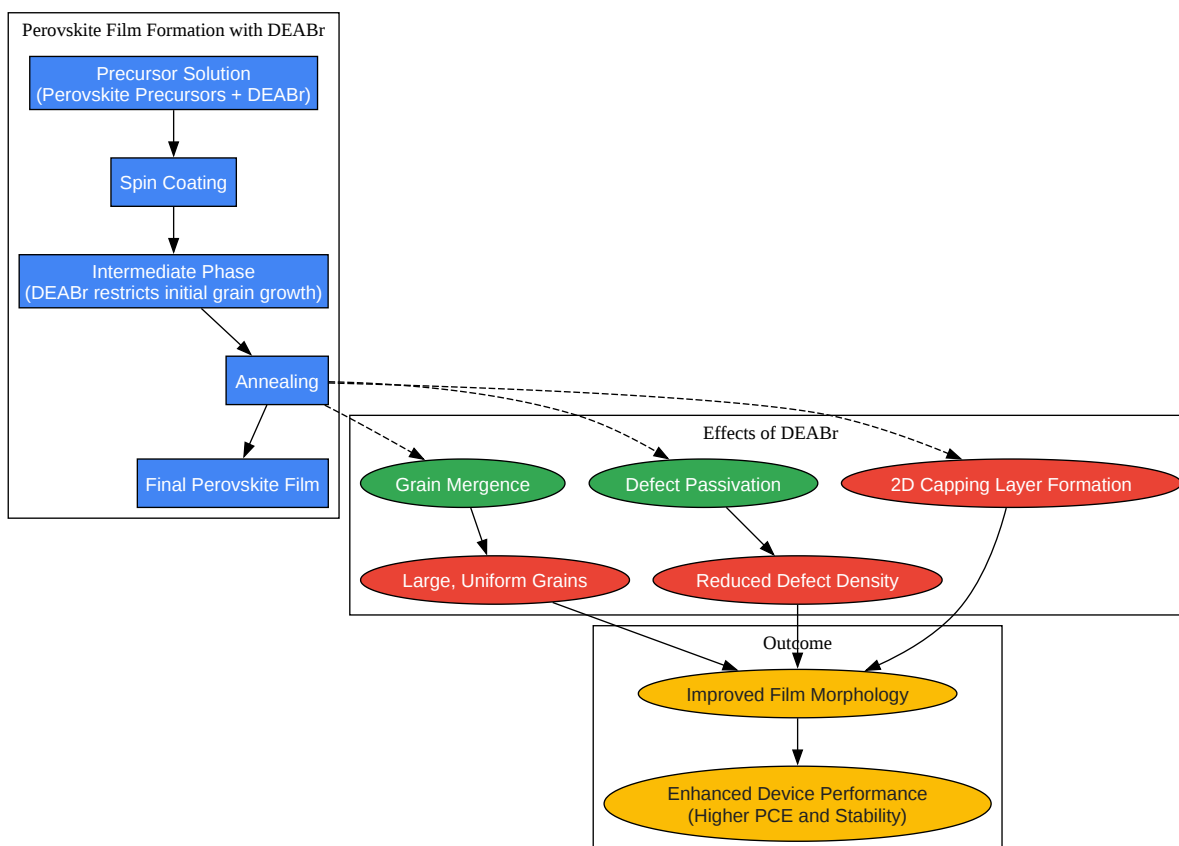 Perovskite Film Formation with DEABr
Precursor Solution
(Perovskite Precursors + DEABr)
Spin Coating
Intermediate Phase
(DEABr restricts initial grain growth)
Annealing
Final Perovskite Film
Effects of DEABr
Grain Mergence
Defect Passivation
2D Capping Layer Formation
Large, Uniform Grains
Reduced Defect Density
Outcome
Improved Film Morphology
Enhanced Device Performance
(Higher PCE and Stability)